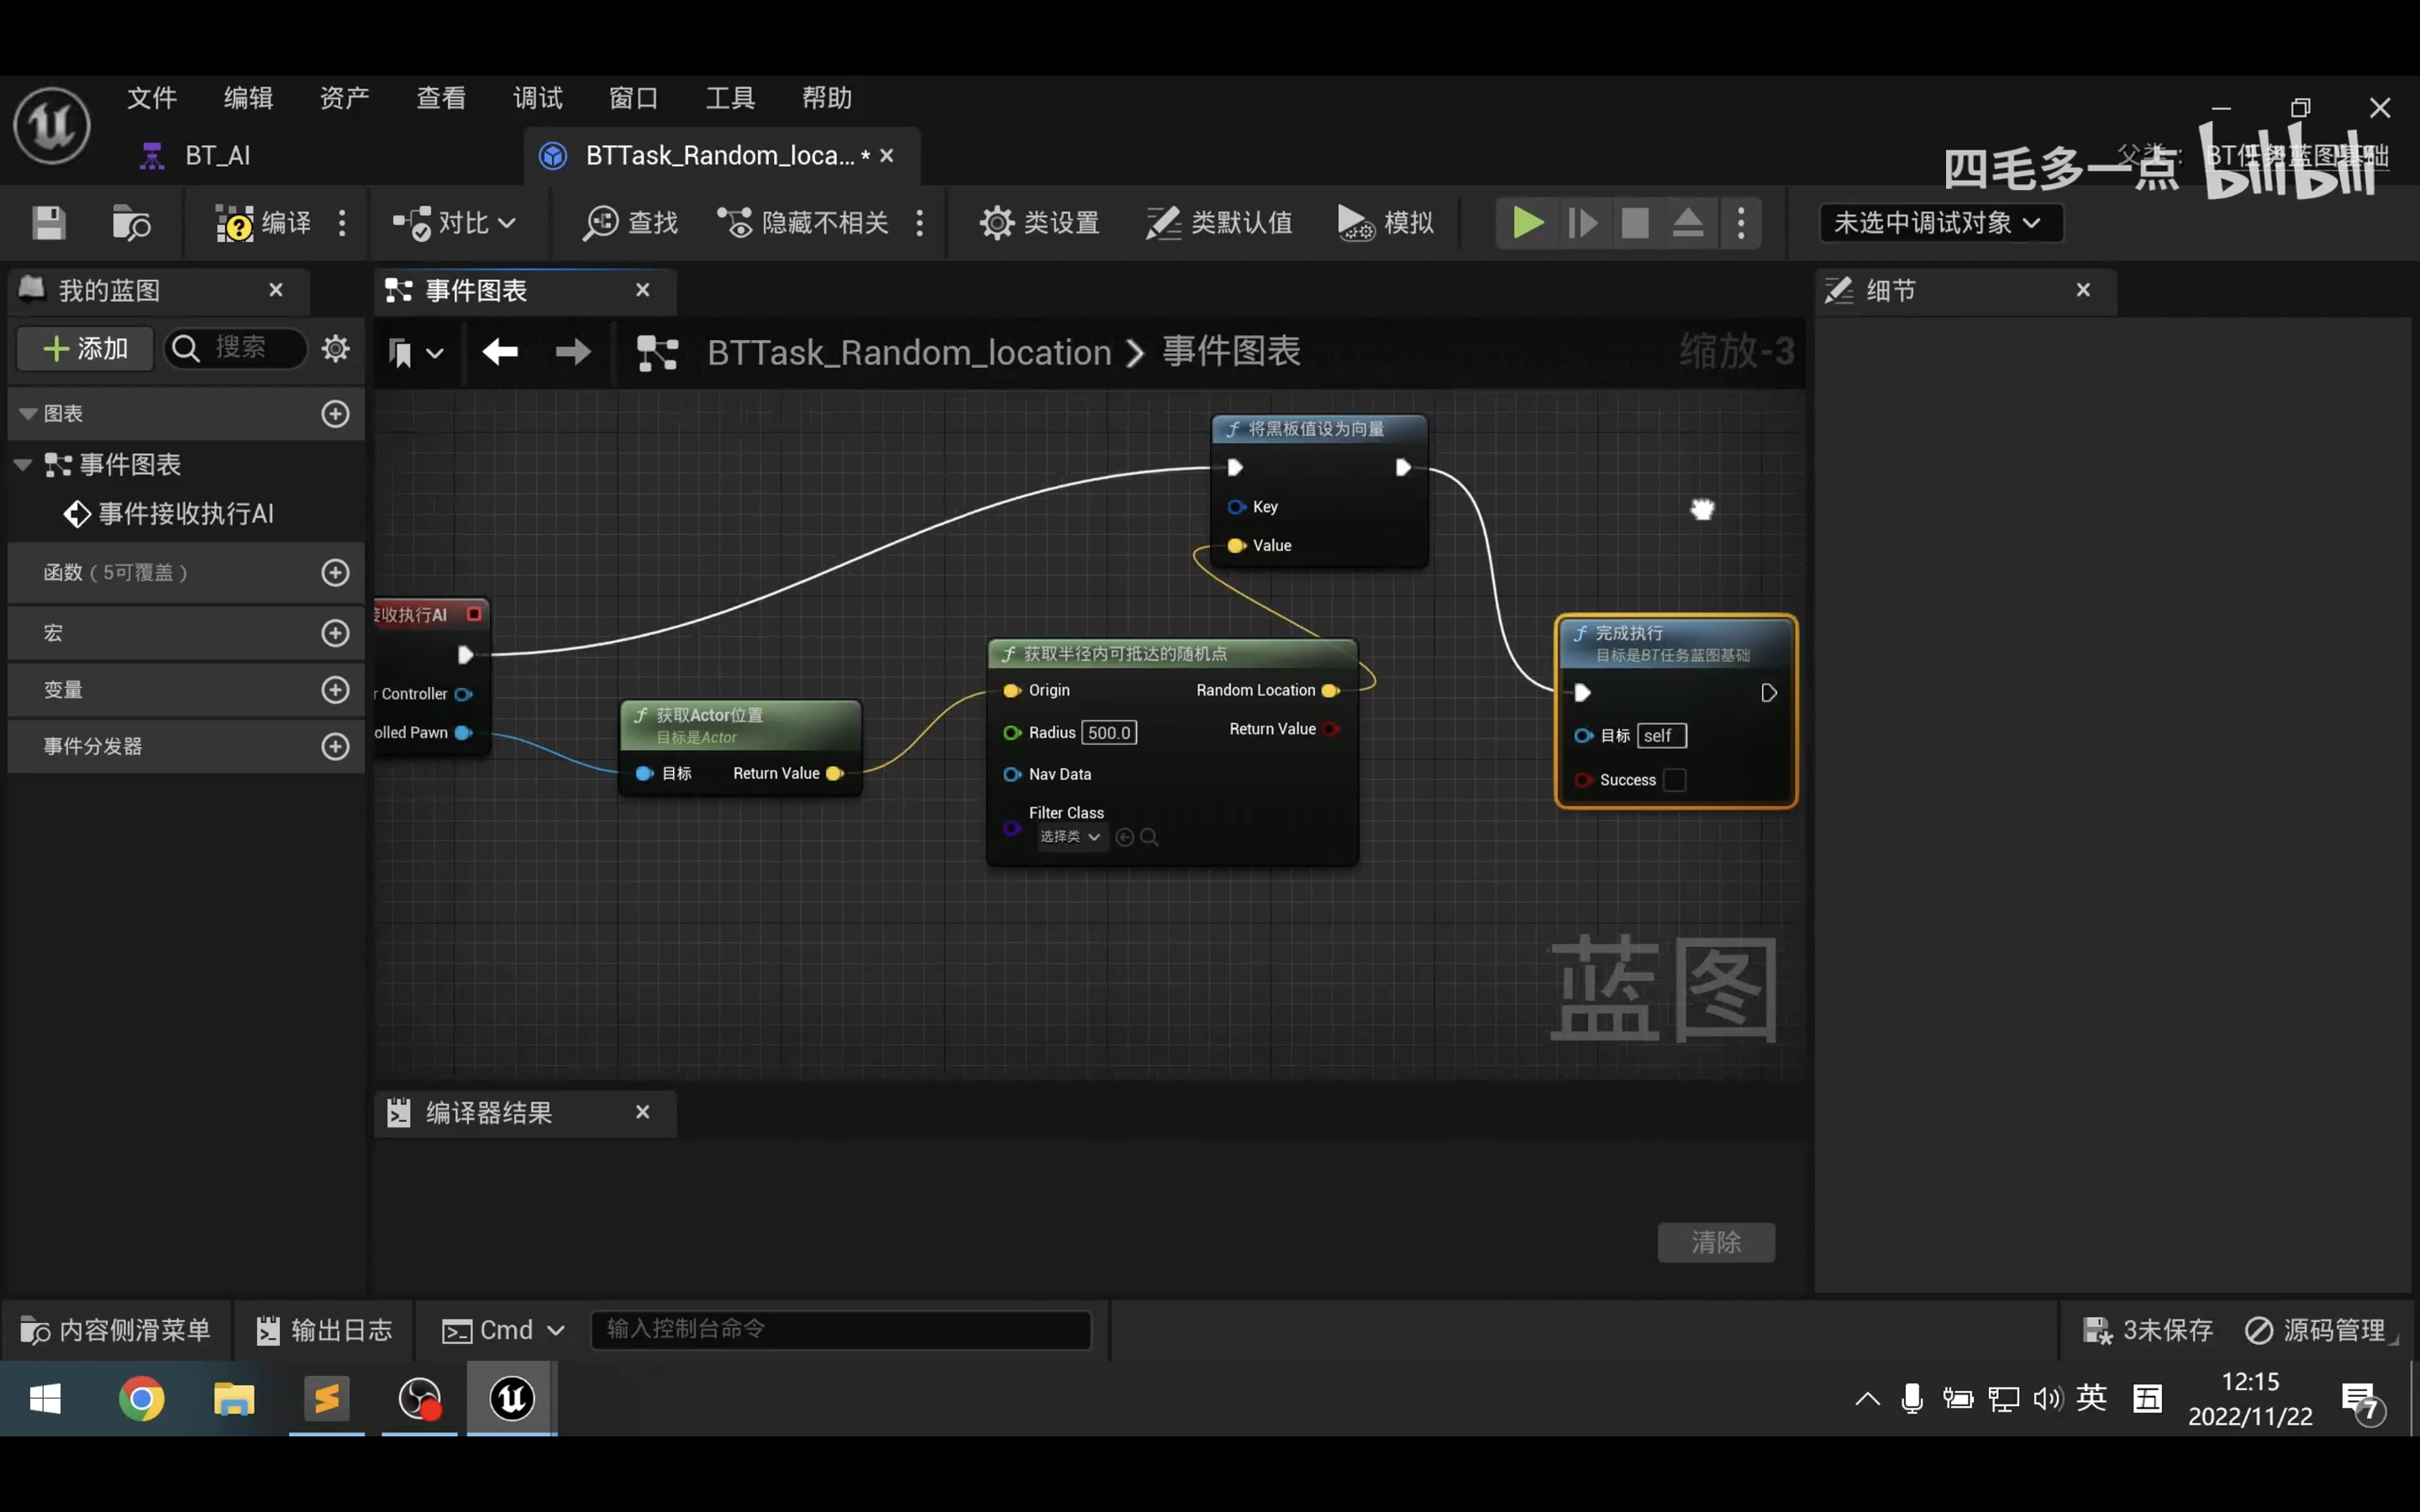 文件 编辑 资产 查看 调试 窗口 工具 帮助
BT_AI
BTTask_Random_loca... *
四毛多一点
bilibili
父类:
BT任务蓝图基础
编译 对比 查找 隐藏不相关 类设置 类默认值 模拟 未选中调试对象
我的蓝图 事件图表 细节
添加 搜索
BTTask_Random_location > 事件图表
缩放-3
图表
事件图表
事件接收执行AI
函数(5可覆盖)
宏
变量
事件分发器
将黑板值设为向量
Key
Value
接收执行AI
r Controller
olled Pawn
获取Actor位置
目标是Actor
目标 Return Value
获取半径内可抵达的随机点
Origin Random Location
Radius 500.0 Return Value
Nav Data
Filter Class
选择类
完成执行
目标是BT任务蓝图基础
目标 self
Success
蓝图
编译器结果
清除
内容侧滑菜单 输出日志 Cmd 输入控制台命令 3未保存 源码管理
英 五 12:15
2022/11/22
7